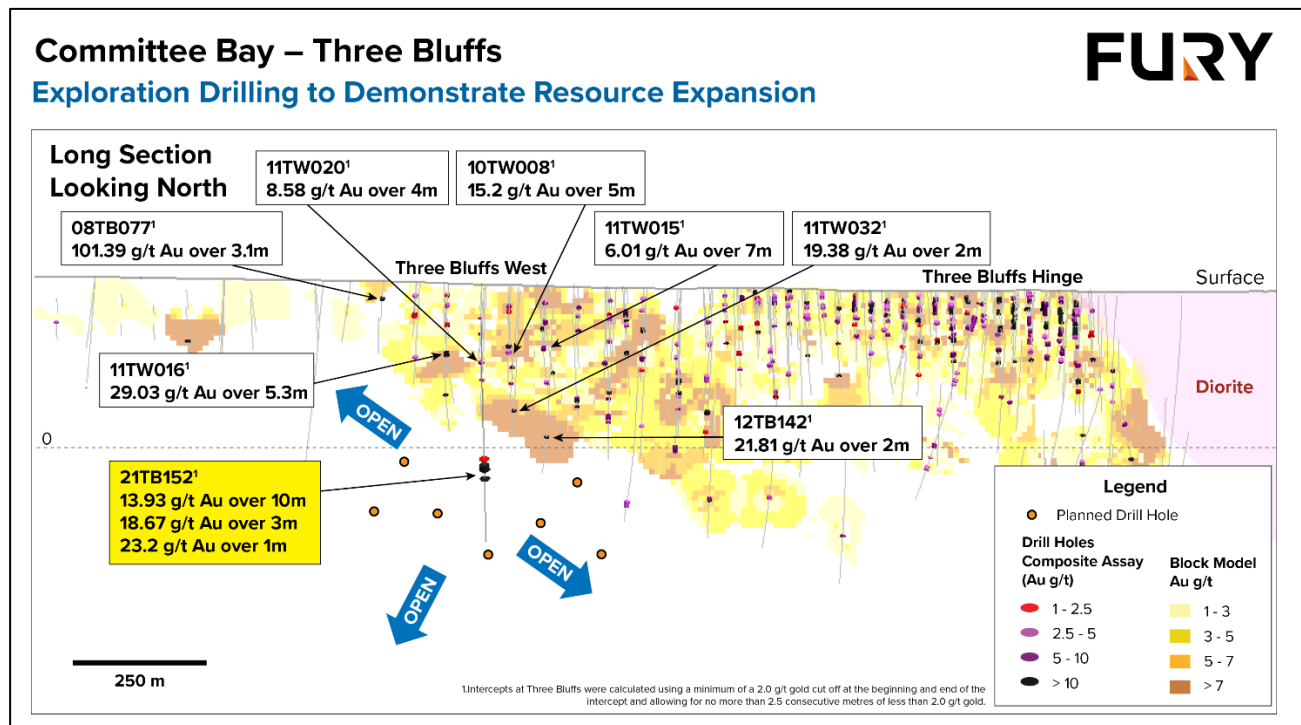 Committee Bay – Three Bluffs
Exploration Drilling to Demonstrate Resource Expansion
FURY
Long Section
Looking North
11TW020¹
8.58 g/t Au over 4m
10TW008¹
15.2 g/t Au over 5m
08TB077¹
101.39 g/t Au over 3.1m
11TW015¹
6.01 g/t Au over 7m
11TW032¹
19.38 g/t Au over 2m
Three Bluffs West
Three Bluffs Hinge
Surface
11TW016¹
29.03 g/t Au over 5.3m
Diorite
OPEN
12TB142¹
21.81 g/t Au over 2m
0
21TB152¹
13.93 g/t Au over 10m
18.67 g/t Au over 3m
23.2 g/t Au over 1m
OPEN
OPEN
Legend
Planned Drill Hole
Drill Holes
Composite Assay
(Au g/t)
1 - 2.5
2.5 - 5
5 - 10
> 10
Block Model
Au g/t
1 - 3
3 - 5
5 - 7
> 7
250 m
1.Intercepts at Three Bluffs were calculated using a minimum of a 2.0 g/t gold cut off at the beginning and end of the
intercept and allowing for no more than 2.5 consecutive metres of less than 2.0 g/t gold.